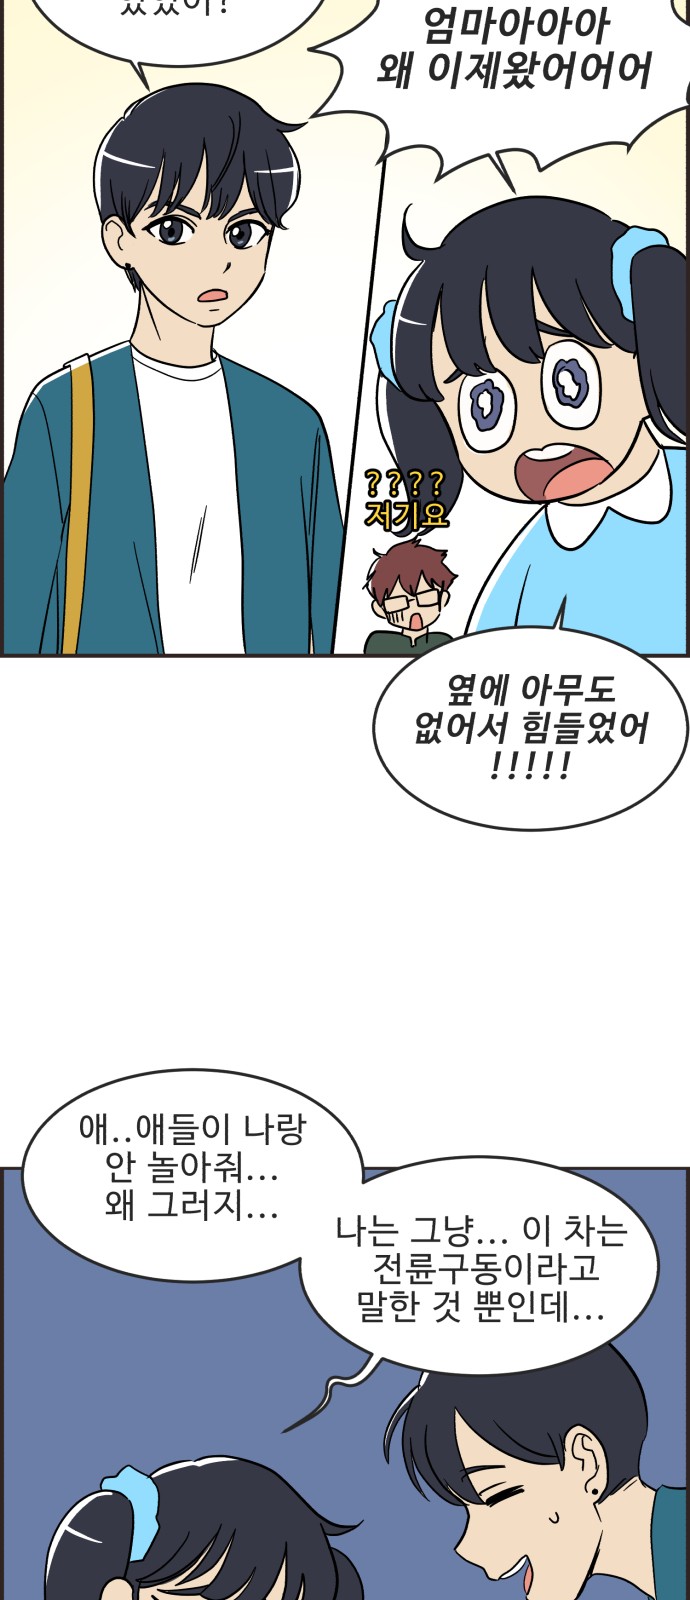 엄마아아아
왜 이제왔어어어
????
저기요
옆에 아무도
없어서 힘들었어
!!!!!
애..애들이 나랑
안 놀아줘...
왜 그러지...
나는 그냥... 이 차는
전륜구동이라고
말한 것 뿐인데...